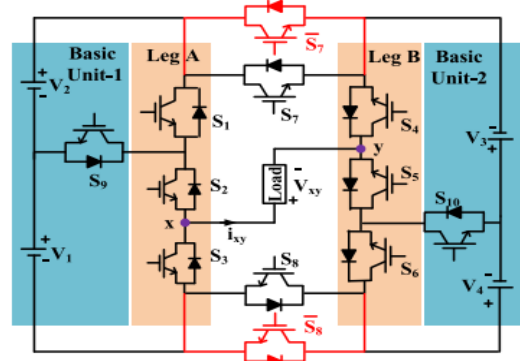 Basic
Unit-1
Leg A
S̅7
Leg B
Basic
Unit-2
V2
S1
S7
S4
V3
S9
S2
Load
Vxy
y
S5
S10
x
ixy
V1
S3
S8
S6
V4
S̅8